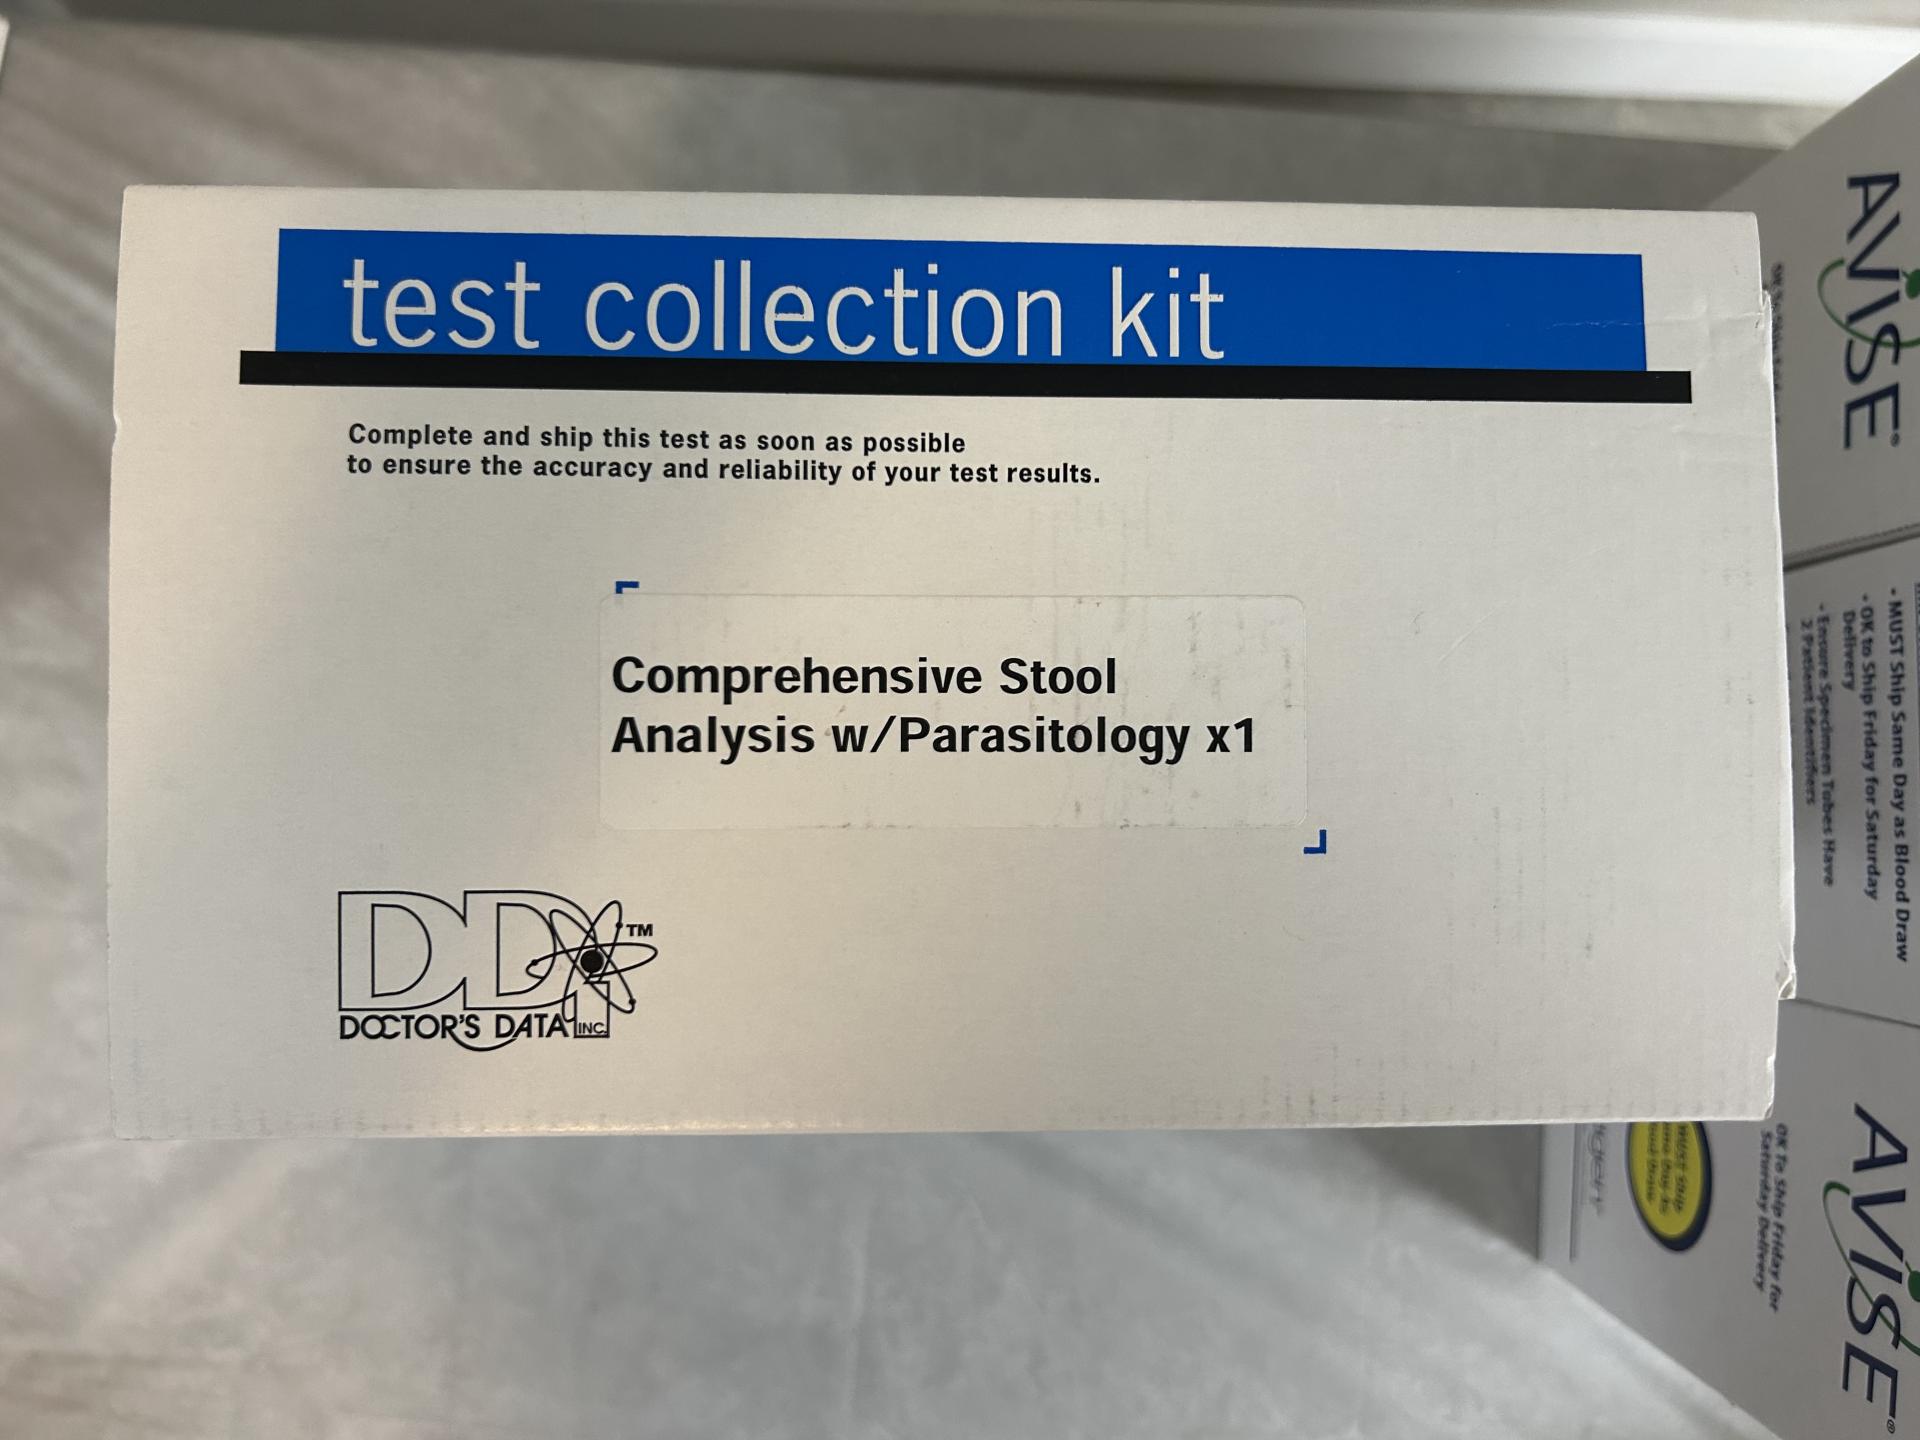 test collection kit
Complete and ship this test as soon as possible
to ensure the accuracy and reliability of your test results.
Comprehensive Stool
Analysis w/Parasitology x1
DD
TM
DOCTOR'S DATA INC.
AVISE®
• MUST Ship Same Day as Blood Draw
• OK to Ship Friday for Saturday
Delivery
• Ensure Specimen Tubes Have
2 Patient Identifiers
AVISE®
OK To Ship Friday for
Saturday Delivery
MUST Ship